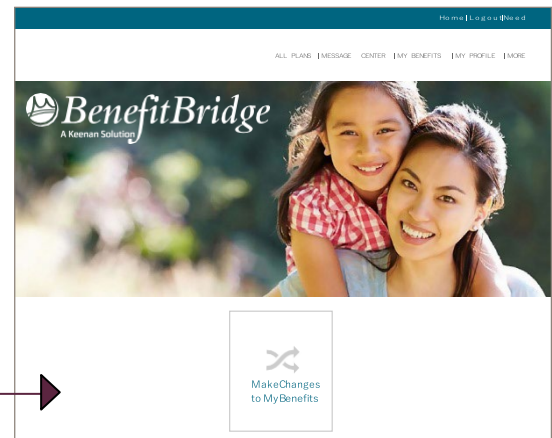 Home | Logout | Need
ALL PLANS | MESSAGE CENTER | MY BENEFITS | MY PROFILE | MORE
BenefitBridge
A Keenan Solution
MakeChanges
to MyBenefits